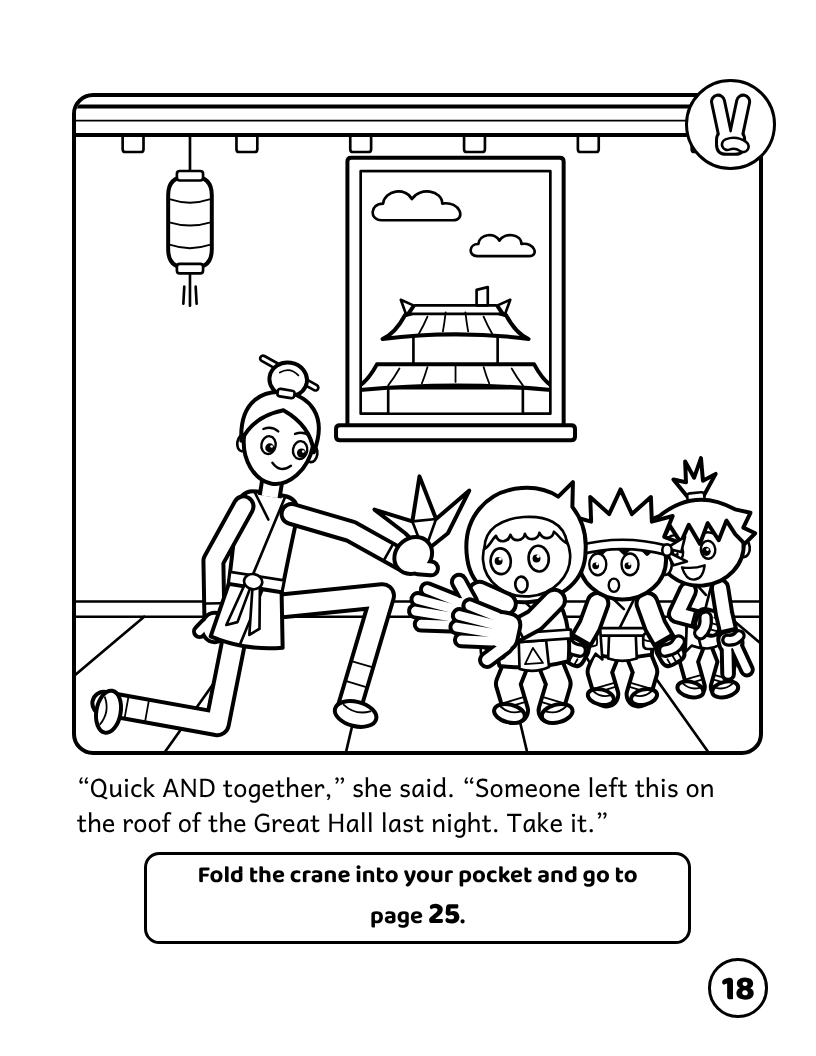 “Quick AND together,” she said. “Someone left this on
the roof of the Great Hall last night. Take it.”
Fold the crane into your pocket and go to
page 25.
18